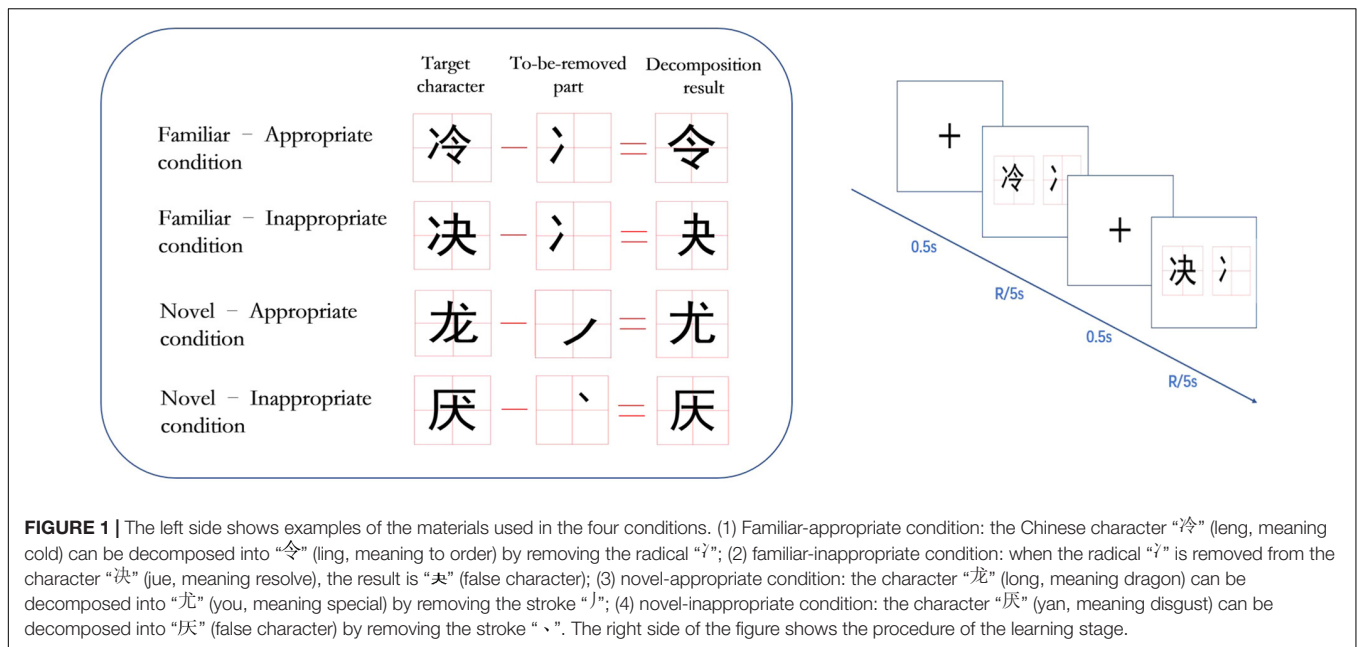 Target
character
To-be-removed
part
Decomposition
result
Familiar – Appropriate
condition
冷 − 冫 = 令
Familiar – Inappropriate
condition
决 − 冫 = 夬
Novel – Appropriate
condition
龙 − ノ = 尤
Novel – Inappropriate
condition
厌 − 丶 =
+
冷 冫
+
决 冫
0.5s
R/5s
0.5s
R/5s
FIGURE 1 | The left side shows examples of the materials used in the four conditions. (1) Familiar-appropriate condition: the Chinese character “冷” (leng, meaning
cold) can be decomposed into “令” (ling, meaning to order) by removing the radical “冫”; (2) familiar-inappropriate condition: when the radical “冫” is removed from the
character “决” (jue, meaning resolve), the result is “夬” (false character); (3) novel-appropriate condition: the character “龙” (long, meaning dragon) can be
decomposed into “尤” (you, meaning special) by removing the stroke “丿”; (4) novel-inappropriate condition: the character “厌” (yan, meaning disgust) can be
decomposed into “” (false character) by removing the stroke “丶”. The right side of the figure shows the procedure of the learning stage.